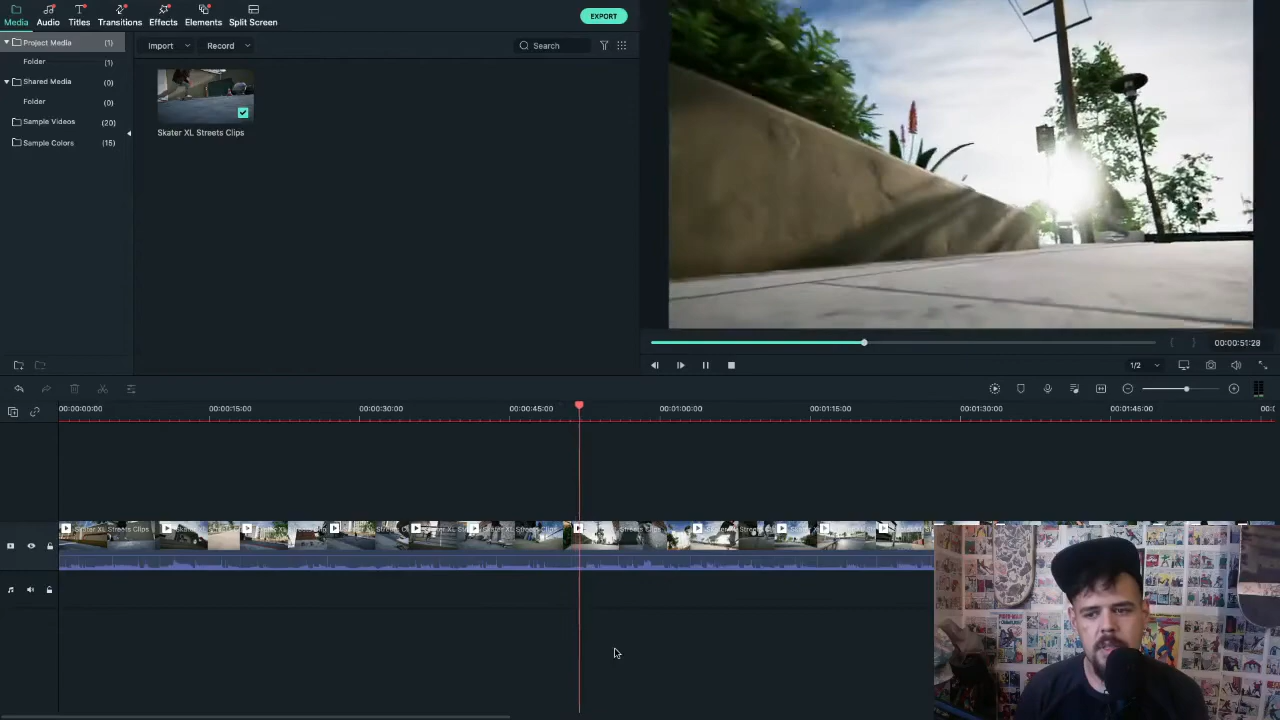 Media Audio Titles Transitions Effects Elements Split Screen
EXPORT
Project Media (1)
Folder (1)
Shared Media (0)
Folder (0)
Sample Videos (20)
Sample Colors (15)
Import Record Search
Skater XL Streets Clips
00:00:51:28
1/2
00:00:00:00 00:00:15:00 00:00:30:00 00:00:45:00 00:01:00:00 00:01:15:00 00:01:30:00 00:01:45:00
Skater XL Streets Clips